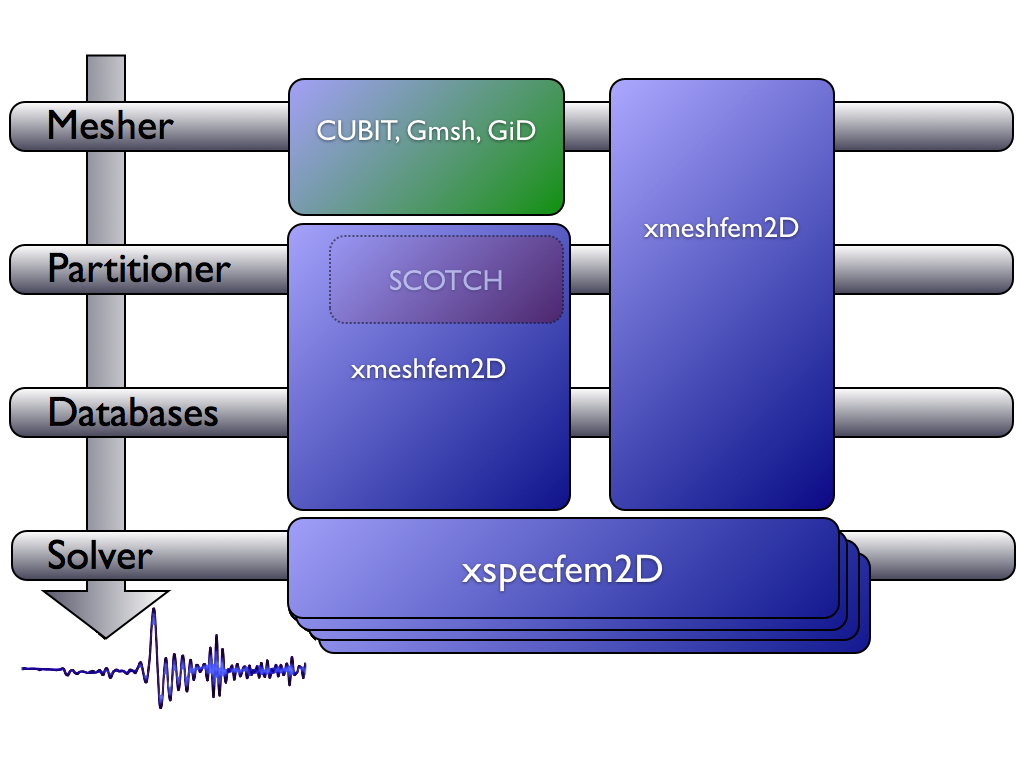 Mesher
CUBIT, Gmsh, GiD
xmeshfem2D
Partitioner
SCOTCH
xmeshfem2D
Databases
Solver
xspecfem2D